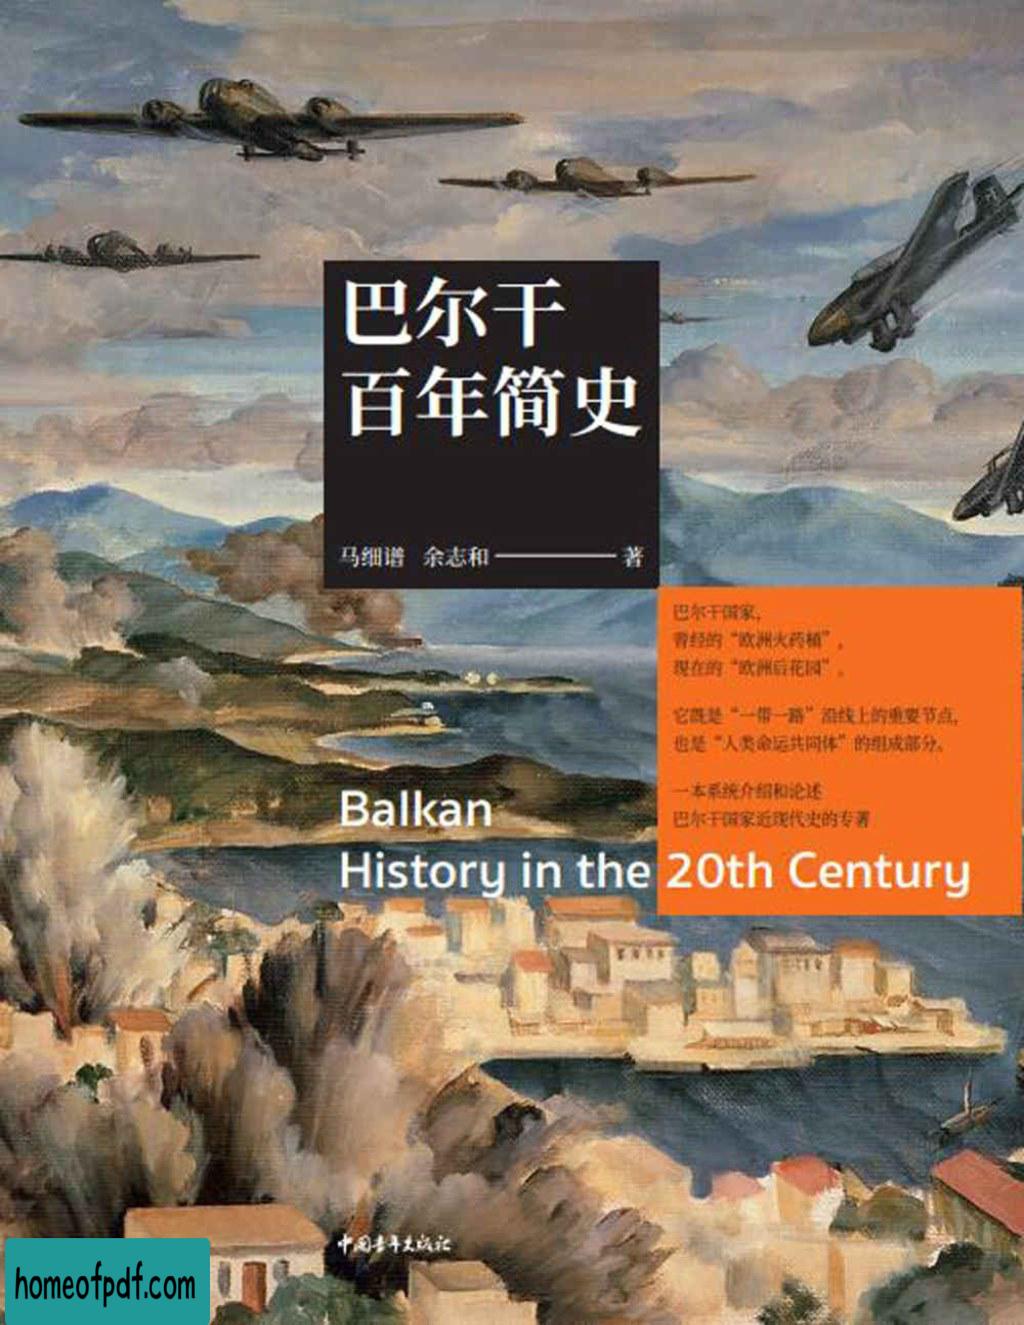 巴尔干
百年简史
马细谱 余志和 著
巴尔干国家，
曾经的“欧洲火药桶”，
现在的“欧洲后花园”。
它既是“一带一路”沿线上的重要节点，
也是“人类命运共同体”的组成部分。
一本系统介绍和论述
巴尔干国家近现代史的专著
Balkan
History in the 20th Century
中国青年出版社
homeofpdf.com